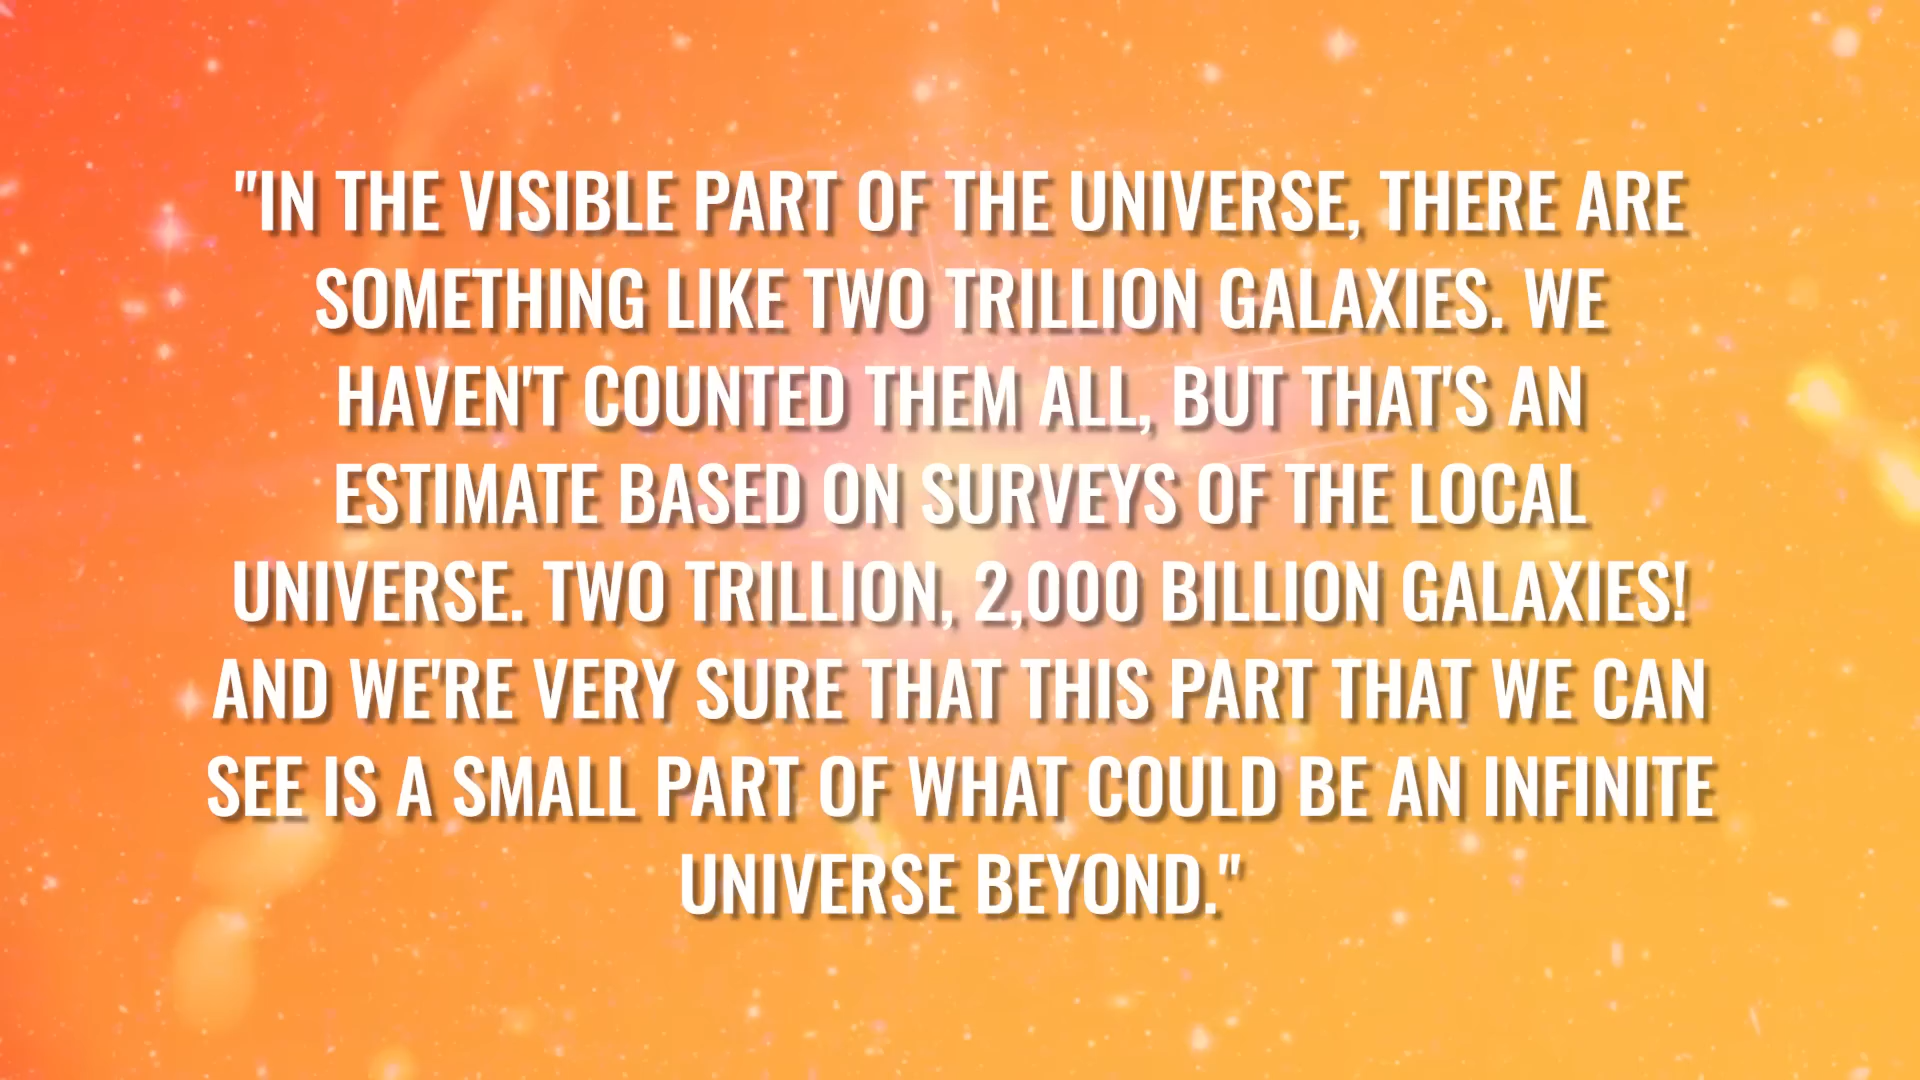 "IN THE VISIBLE PART OF THE UNIVERSE, THERE ARE
SOMETHING LIKE TWO TRILLION GALAXIES. WE
HAVEN'T COUNTED THEM ALL, BUT THAT'S AN
ESTIMATE BASED ON SURVEYS OF THE LOCAL
UNIVERSE. TWO TRILLION, 2,000 BILLION GALAXIES!
AND WE'RE VERY SURE THAT THIS PART THAT WE CAN
SEE IS A SMALL PART OF WHAT COULD BE AN INFINITE
UNIVERSE BEYOND."